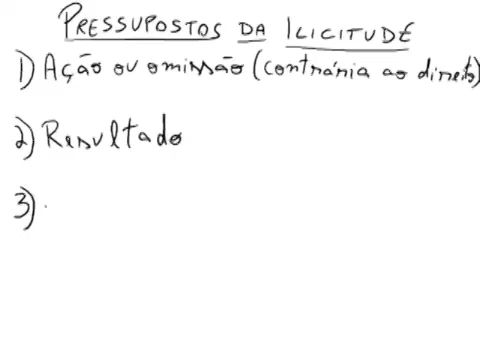 PRESSUPOSTOS DA ILICITUDE
1) Ação ou omissão (contrária ao direito)
2) Resultado
3)